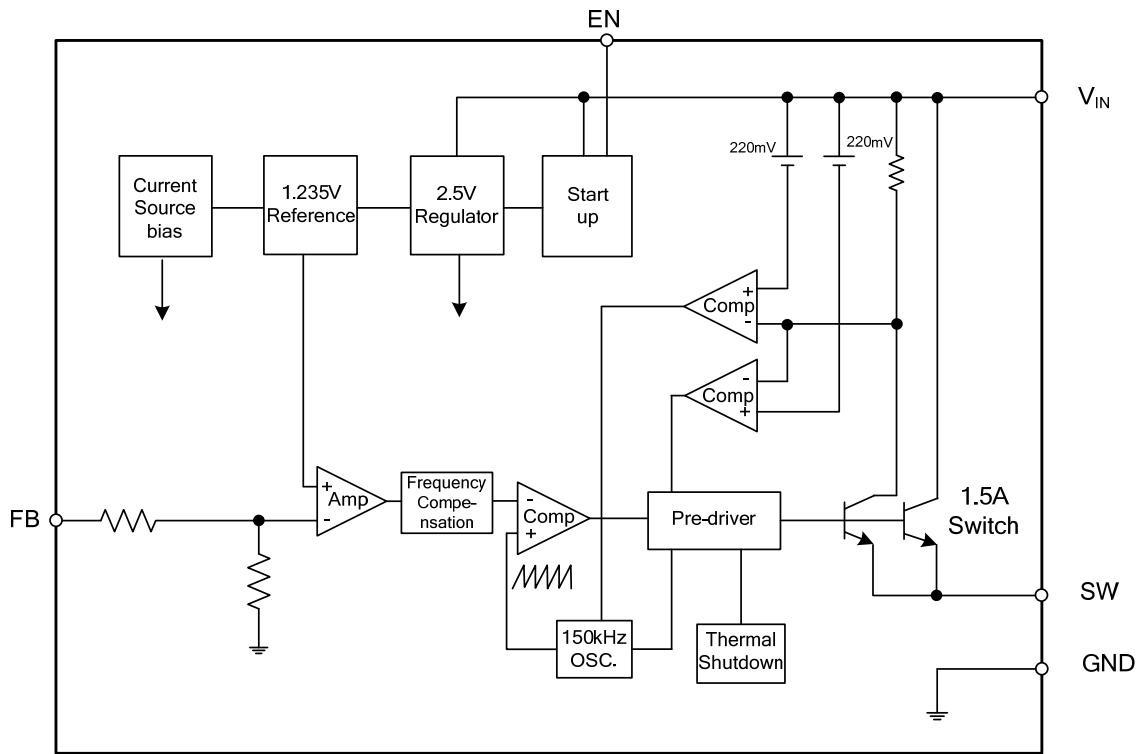 EN
V_IN
220mV
220mV
Current
Source
bias
1.235V
Reference
2.5V
Regulator
Start
up
+
Comp
-
-
Comp
+
FB
+
Amp
-
Frequency
Compe-
nsation
-
Comp
+
Pre-driver
1.5A
Switch
150kHz
OSC.
Thermal
Shutdown
SW
GND